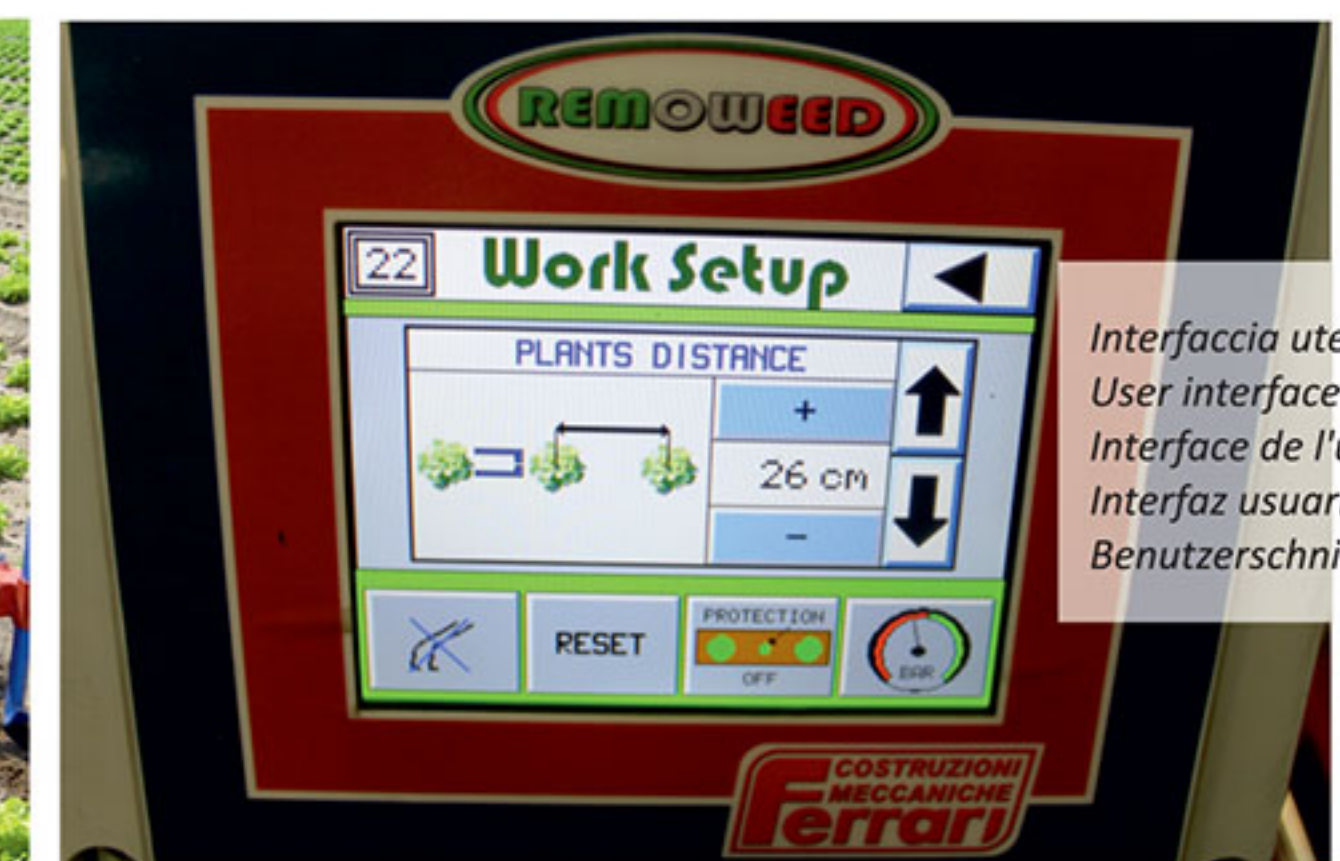 REMOWEED
22 Work Setup
PLANTS DISTANCE
+
26 cm
-
RESET
PROTECTION
OFF
BAR
Interfaccia ute
User interface
Interface de l'u
Interfaz usuar
Benutzerschni
COSTRUZIONI
MECCANICHE
Ferrari